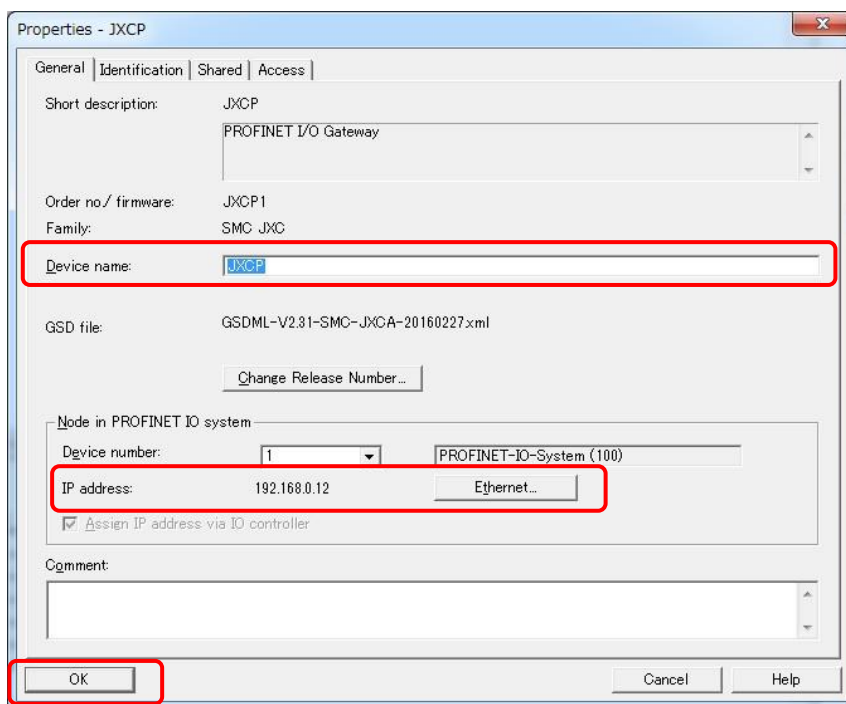 Properties - JXCP
General Identification Shared Access
Short description: JXCP
PROFINET I/O Gateway
Order no./ firmware: JXCP1
Family: SMC JXC
Device name: JXCP
GSD file: GSDML-V2.31-SMC-JXCA-20160227.xml
Change Release Number...
Node in PROFINET IO system
Device number: 1 PROFINET-IO-System (100)
IP address: 192.168.0.12 Ethernet...
Assign IP address via IO controller
Comment:
OK Cancel Help